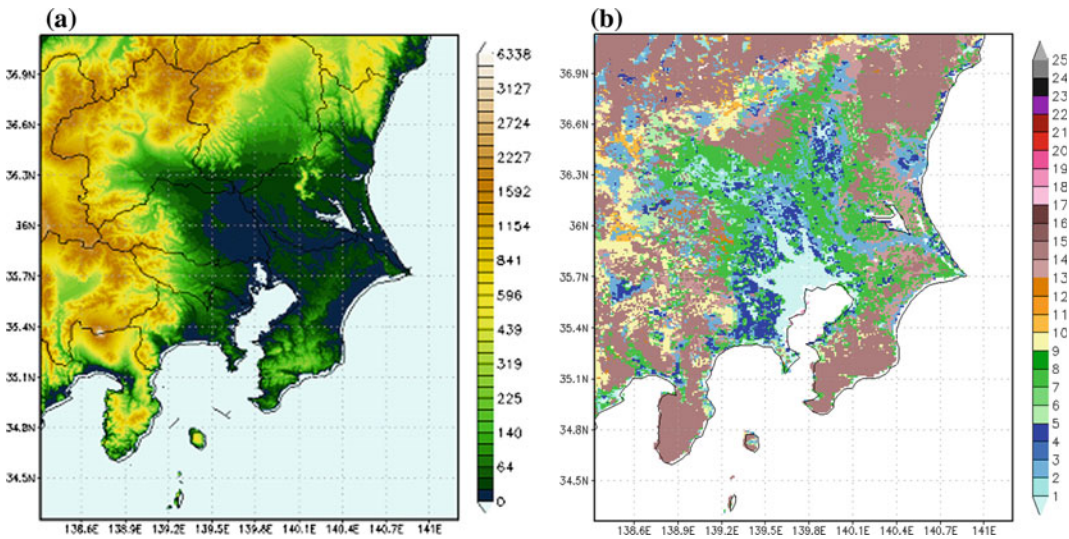 (a)
36.9N
36.6N
36.3N
36N
35.7N
35.4N
35.1N
34.8N
34.5N
138.6E 138.9E 139.2E 139.5E 139.8E 140.1E 140.4E 140.7E 141E
6338
3127
2724
2227
1592
1154
841
596
439
319
225
140
64
0
(b)
36.9N
36.6N
36.3N
36N
35.7N
35.4N
35.1N
34.8N
34.5N
138.6E 138.9E 139.2E 139.5E 139.8E 140.1E 140.4E 140.7E 141E
25
24
23
22
21
20
19
18
17
16
15
14
13
12
11
10
9
8
7
6
5
4
3
2
1